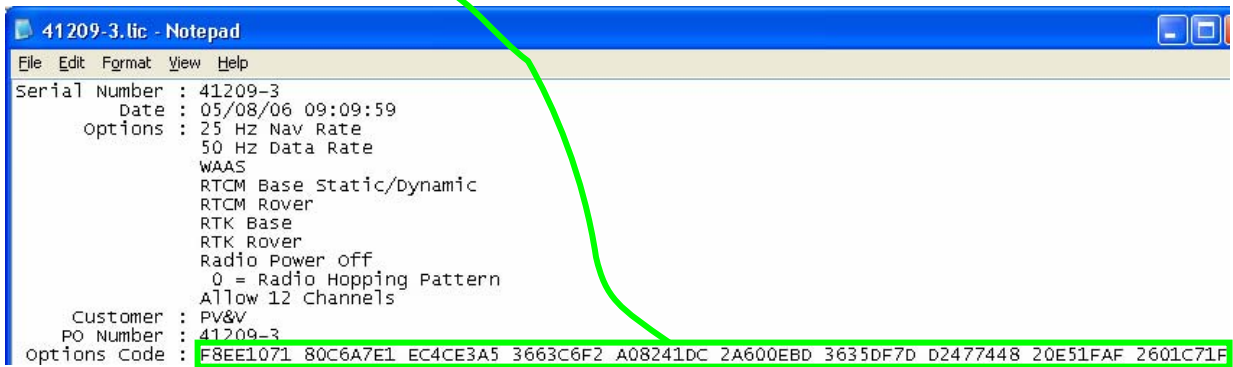 41209-3.lic - Notepad
File Edit Format View Help
Serial Number : 41209-3
Date : 05/08/06 09:09:59
Options : 25 Hz Nav Rate
50 Hz Data Rate
WAAS
RTCM Base Static/Dynamic
RTCM Rover
RTK Base
RTK Rover
Radio Power Off
0 = Radio Hopping Pattern
Allow 12 Channels
Customer : PV&V
PO Number : 41209-3
Options Code : F8EE1071 80C6A7E1 EC4CE3A5 3663C6F2 A08241DC 2A600EBD 3635DF7D D2477448 20E51FAF 2601C71F